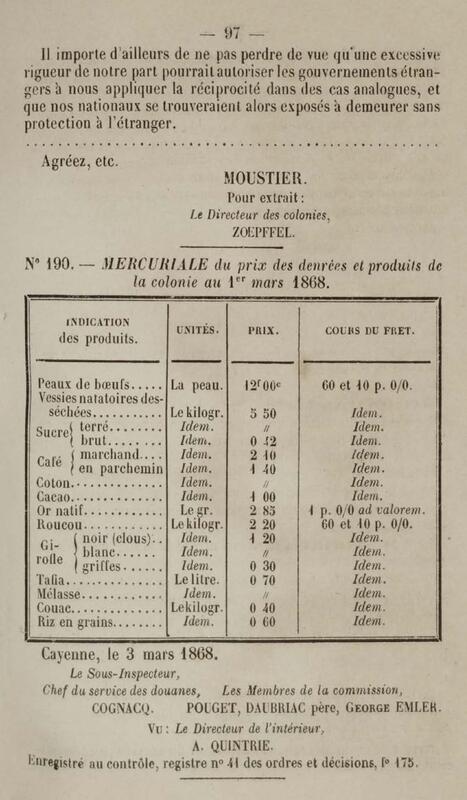 — 97 —
Il importe d'ailleurs de ne pas perdre de vue qu'une excessive
rigueur de notre part pourrait autoriser les gouvernements étran-
gers à nous appliquer la réciprocité dans des cas analogues, et
que nos nationaux se trouveraient alors exposés à demeurer sans
protection à l'étranger.
Agréez, etc.
MOUSTIER.
Pour extrait :
Le Directeur des colonies,
ZOEPFFEL.
N° 190. — MERCURIALE du prix des denrées et produits de
la colonie au 1er mars 1868.
INDICATION des produits. UNITÉS. PRIX. COURS DU FRET.
Peaux de bœufs..... La peau. 12f00c 60 et 10 p. 0/0.
Vessies natatoires des-
séchées........... Le kilogr. 5 50 Idem.
Sucre { terré........ Idem. " Idem.
{ brut........ Idem. 0 42 Idem.
Café { marchand.... Idem. 2 10 Idem.
{ en parchemin Idem. 1 40 Idem.
Coton.............. Idem. " Idem.
Cacao.............. Idem. 1 00 Idem.
Or natif............ Le gr. 2 85 1 p. 0/0 ad valorem.
Roucou............ Le kilogr. 2 20 60 et 10 p. 0/0.
Gi-rofle { noir (clous).. Idem. 1 20 Idem.
{ blanc...... Idem. " Idem.
{ griffes...... Idem. 0 30 Idem.
Tafia.............. Le litre. 0 70 Idem.
Mélasse............ Idem. " Idem.
Couac............. Le kilogr. 0 40 Idem.
Riz en grains........ Idem. 0 60 Idem.
Cayenne, le 3 mars 1868.
Le Sous-Inspecteur,
Chef du service des douanes, Les Membres de la commission,
COGNACQ. POUGET, DAUBRIAC père, GEORGE EMLER.
VU : Le Directeur de l'intérieur,
A. QUINTRIE.
Enregistré au contrôle, registre n° 41 des ordres et décisions, f° 175.